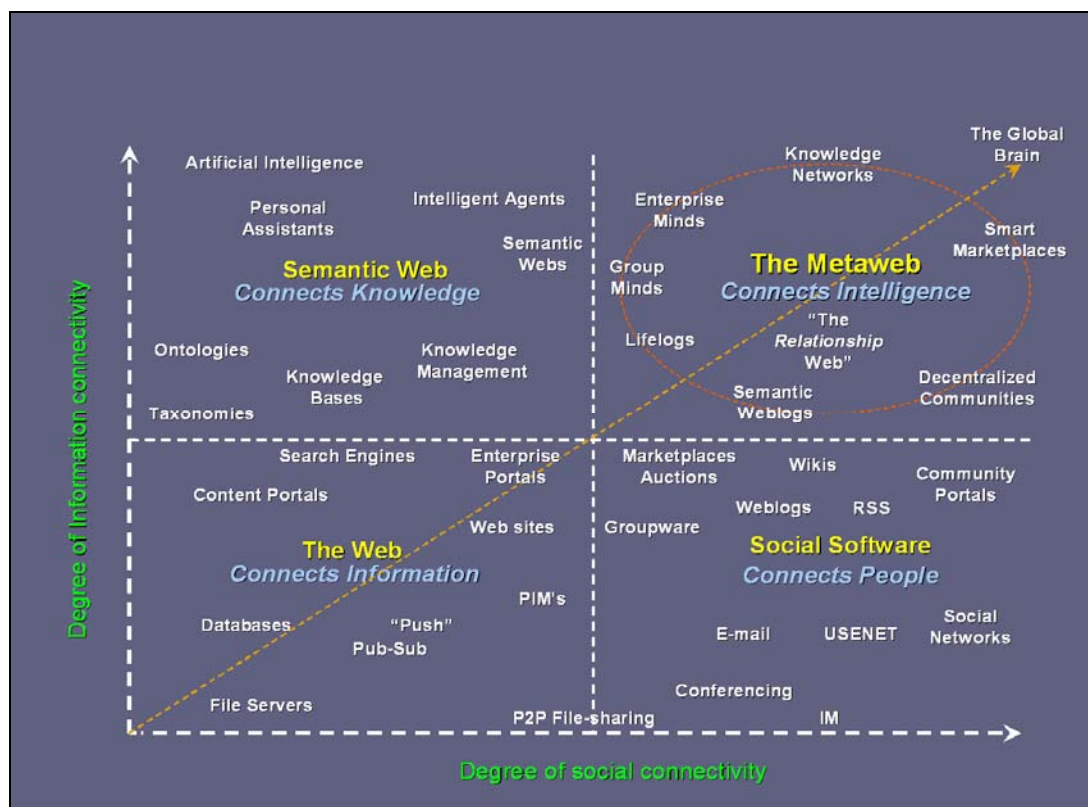 The Global
Brain
Artificial Intelligence
Knowledge
Networks
Intelligent Agents
Enterprise
Minds
Personal
Assistants
Smart
Marketplaces
Semantic
Webs
Semantic Web
Connects Knowledge
Group
Minds
The Metaweb
Connects Intelligence
"The
Relationship
Web"
Lifelogs
Ontologies
Knowledge
Management
Knowledge
Bases
Decentralized
Communities
Semantic
Weblogs
Taxonomies
Search Engines
Enterprise
Portals
Marketplaces
Auctions
Wikis
Community
Portals
Content Portals
Weblogs
RSS
Web sites
Groupware
The Web
Connects Information
Social Software
Connects People
PIM's
Databases
"Push"
Pub-Sub
E-mail
USENET
Social
Networks
Conferencing
File Servers
P2P File-sharing
IM
Degree of Information connectivity
Degree of social connectivity